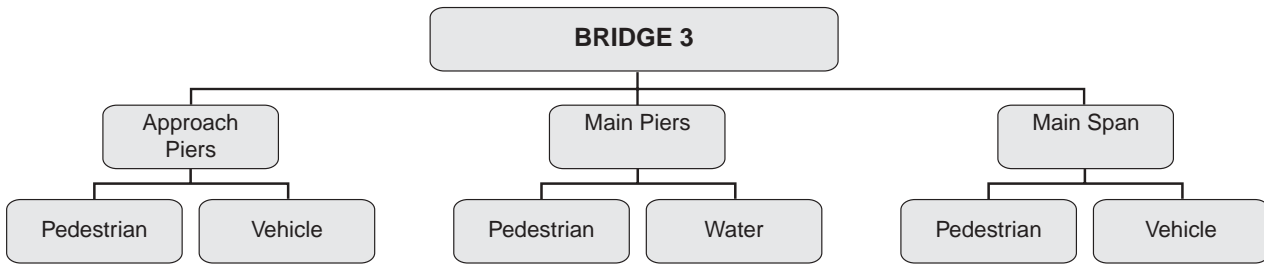 BRIDGE 3
Approach
Piers
Main Piers
Main Span
Pedestrian
Vehicle
Pedestrian
Water
Pedestrian
Vehicle